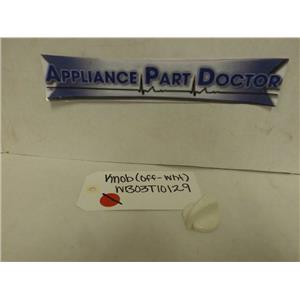 APPLIANCE PART DOCTOR
Knob (Off-Wht)
WB03T10129